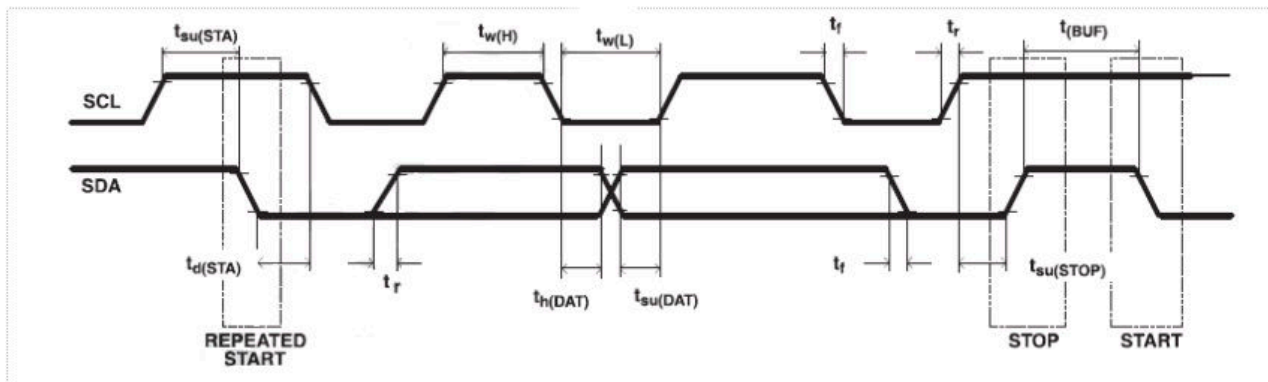 tsu(STA)
tw(H)
tw(L)
tf
tr
t(BUF)
SCL
SDA
td(STA)
tr
th(DAT)
tsu(DAT)
tf
tsu(STOP)
REPEATED
START
STOP
START